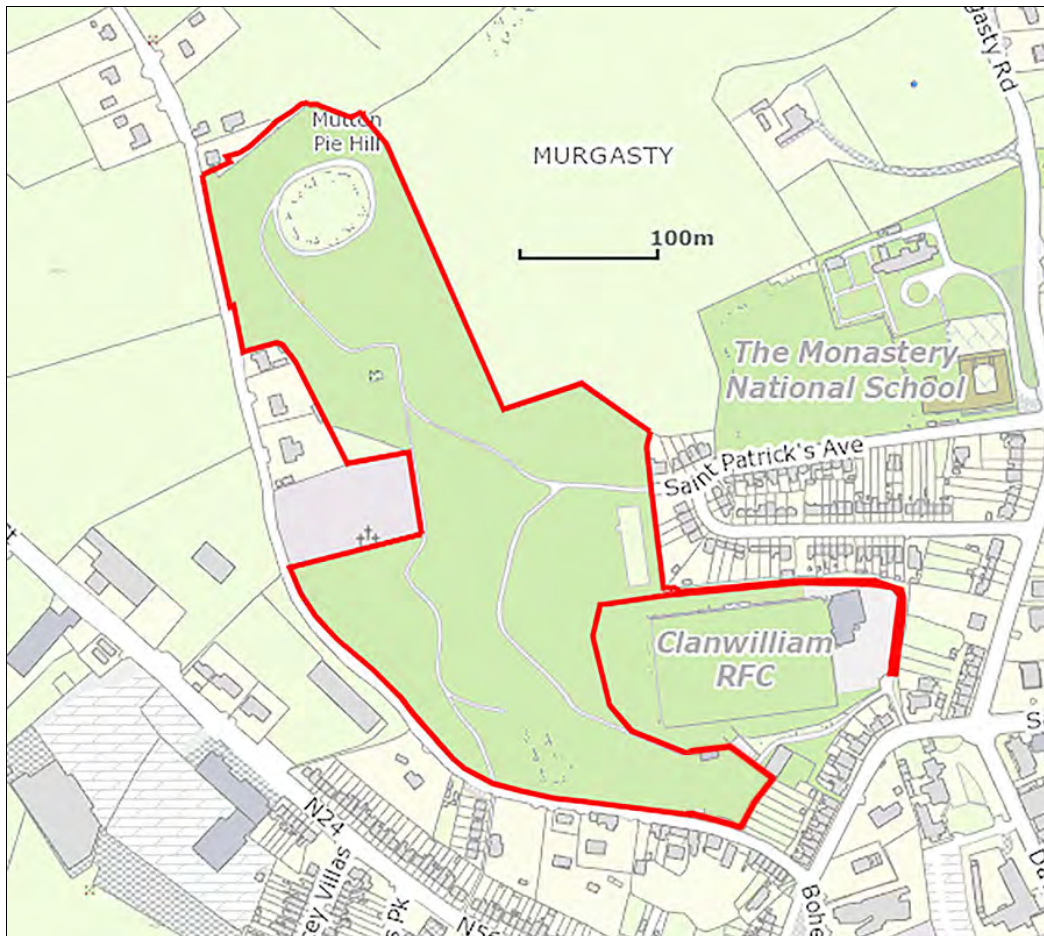 Mutton
Pie Hill
MURGASTY
100m
The Monastery
National School
Saint Patrick's Ave
Clanwilliam
RFC
N24